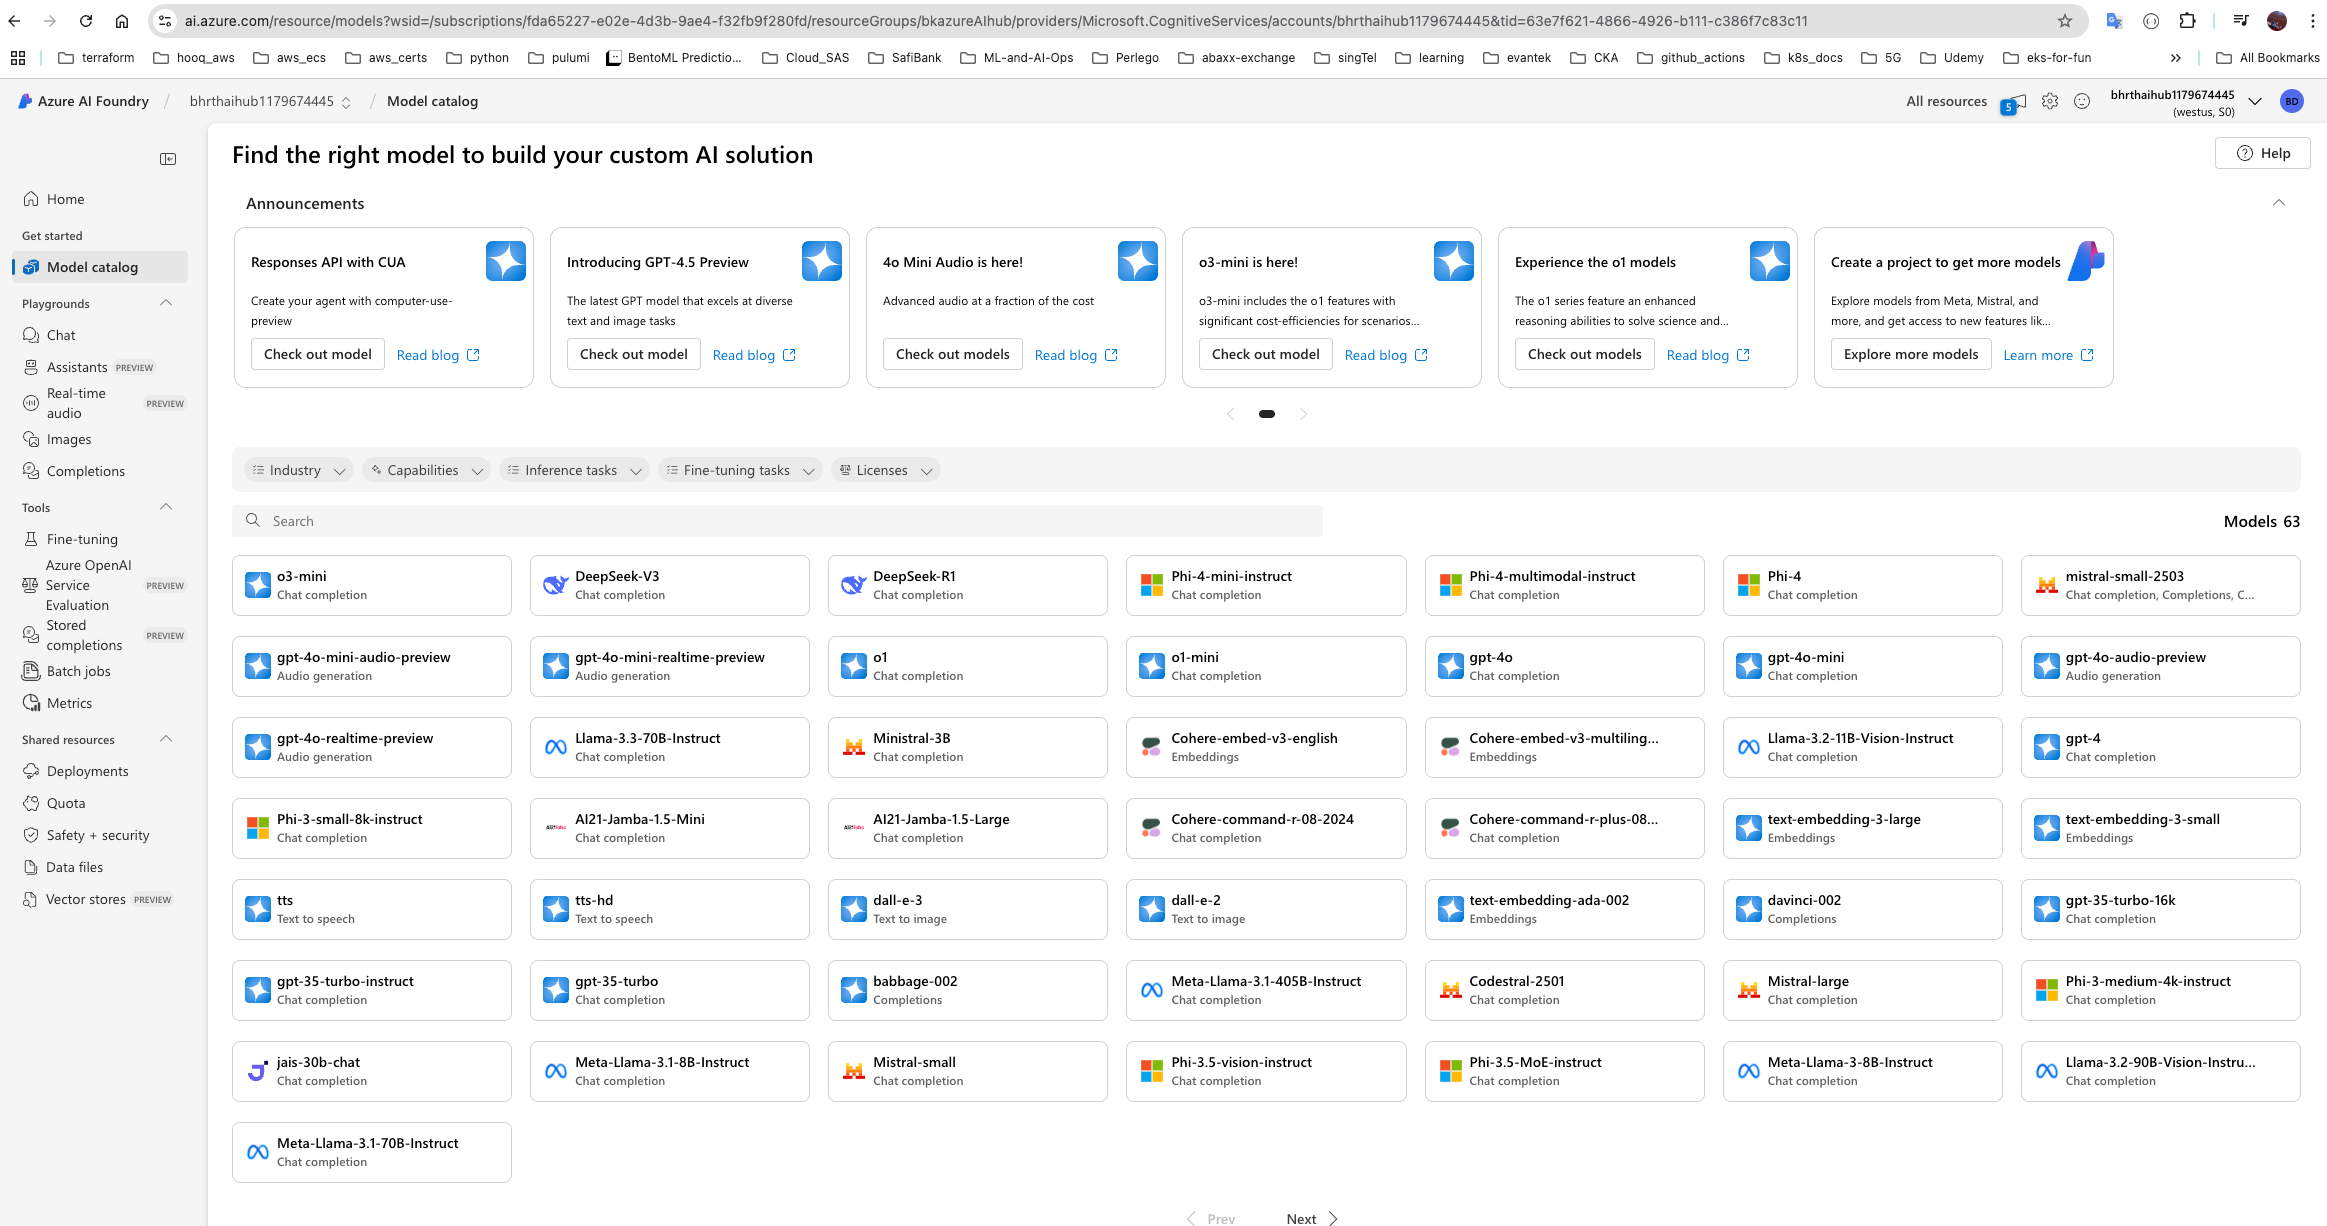 ai.azure.com/resource/models?wsid=/subscriptions/fda65227-e02e-4d3b-9ae4-f32fb9f280fd/resourceGroups/bkazureAIhub/providers/Microsoft.CognitiveServices/accounts/bhrthaihub1179674445&tid=63e7f621-4866-4926-b111-c386f7c83c11
terraform hooq_aws aws_ecs aws_certs python pulumi BentoML Predictio... Cloud_SAS SafiBank ML-and-AI-Ops Perlego abaxx-exchange singTel learning evantek CKA github_actions k8s_docs 5G Udemy eks-for-fun » All Bookmarks
Azure AI Foundry / bhrthaihub1179674445 / Model catalog
All resources 5 bhrthaihub1179674445
(westus, S0)
BD
Home
Get started
Model catalog
Playgrounds
Chat
Assistants PREVIEW
Real-time
audio PREVIEW
Images
Completions
Tools
Fine-tuning
Azure OpenAI
Service PREVIEW
Evaluation
Stored
completions PREVIEW
Batch jobs
Metrics
Shared resources
Deployments
Quota
Safety + security
Data files
Vector stores PREVIEW
Find the right model to build your custom AI solution
Help
Announcements
Responses API with CUA
Create your agent with computer-use-
preview
Check out model Read blog
Introducing GPT-4.5 Preview
The latest GPT model that excels at diverse
text and image tasks
Check out model Read blog
4o Mini Audio is here!
Advanced audio at a fraction of the cost
Check out models Read blog
o3-mini is here!
o3-mini includes the o1 features with
significant cost-efficiencies for scenarios...
Check out model Read blog
Experience the o1 models
The o1 series feature an enhanced
reasoning abilities to solve science and...
Check out models Read blog
Create a project to get more models
Explore models from Meta, Mistral, and
more, and get access to new features lik...
Explore more models Learn more
Industry Capabilities Inference tasks Fine-tuning tasks Licenses
Search
Models 63
o3-mini
Chat completion
DeepSeek-V3
Chat completion
DeepSeek-R1
Chat completion
Phi-4-mini-instruct
Chat completion
Phi-4-multimodal-instruct
Chat completion
Phi-4
Chat completion
mistral-small-2503
Chat completion, Completions, C...
gpt-4o-mini-audio-preview
Audio generation
gpt-4o-mini-realtime-preview
Audio generation
o1
Chat completion
o1-mini
Chat completion
gpt-4o
Chat completion
gpt-4o-mini
Chat completion
gpt-4o-audio-preview
Audio generation
gpt-4o-realtime-preview
Audio generation
Llama-3.3-70B-Instruct
Chat completion
Ministral-3B
Chat completion
Cohere-embed-v3-english
Embeddings
Cohere-embed-v3-multiling...
Embeddings
Llama-3.2-11B-Vision-Instruct
Chat completion
gpt-4
Chat completion
Phi-3-small-8k-instruct
Chat completion
AI21labs
AI21-Jamba-1.5-Mini
Chat completion
AI21labs
AI21-Jamba-1.5-Large
Chat completion
Cohere-command-r-08-2024
Chat completion
Cohere-command-r-plus-08...
Chat completion
text-embedding-3-large
Embeddings
text-embedding-3-small
Embeddings
tts
Text to speech
tts-hd
Text to speech
dall-e-3
Text to image
dall-e-2
Text to image
text-embedding-ada-002
Embeddings
davinci-002
Completions
gpt-35-turbo-16k
Chat completion
gpt-35-turbo-instruct
Chat completion
gpt-35-turbo
Chat completion
babbage-002
Completions
Meta-Llama-3.1-405B-Instruct
Chat completion
Codestral-2501
Chat completion
Mistral-large
Chat completion
Phi-3-medium-4k-instruct
Chat completion
jais-30b-chat
Chat completion
Meta-Llama-3.1-8B-Instruct
Chat completion
Mistral-small
Chat completion
Phi-3.5-vision-instruct
Chat completion
Phi-3.5-MoE-instruct
Chat completion
Meta-Llama-3-8B-Instruct
Chat completion
Llama-3.2-90B-Vision-Instru...
Chat completion
Meta-Llama-3.1-70B-Instruct
Chat completion
Prev Next